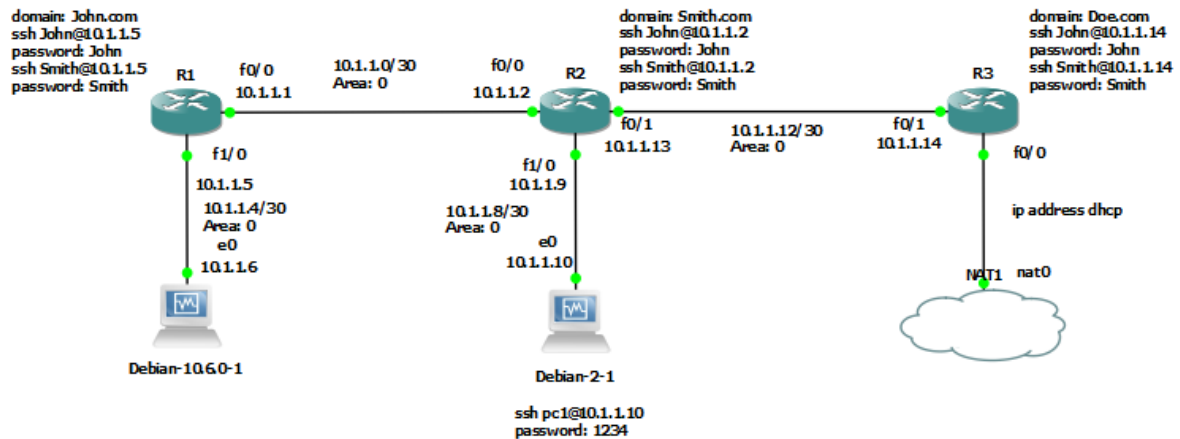 domain: John.com
ssh John@10.1.1.5
password: John
ssh Smith@10.1.1.5
password: Smith
R1
f0/0
10.1.1.1
10.1.1.0/30
Area: 0
f0/0
10.1.1.2
domain: Smith.com
ssh John@10.1.1.2
password: John
ssh Smith@10.1.1.2
password: Smith
R2
f0/1
10.1.1.13
10.1.1.12/30
Area: 0
f0/1
10.1.1.14
domain: Doe.com
ssh John@10.1.1.14
password: John
ssh Smith@10.1.1.14
password: Smith
R3
f0/0
f1/0
10.1.1.5
10.1.1.4/30
Area: 0
e0
10.1.1.6
Debian-10.6.0-1
f1/0
10.1.1.9
10.1.1.8/30
Area: 0
e0
10.1.1.10
Debian-2-1
ssh pc1@10.1.1.10
password: 1234
ip address dhcp
NAT1
nat0